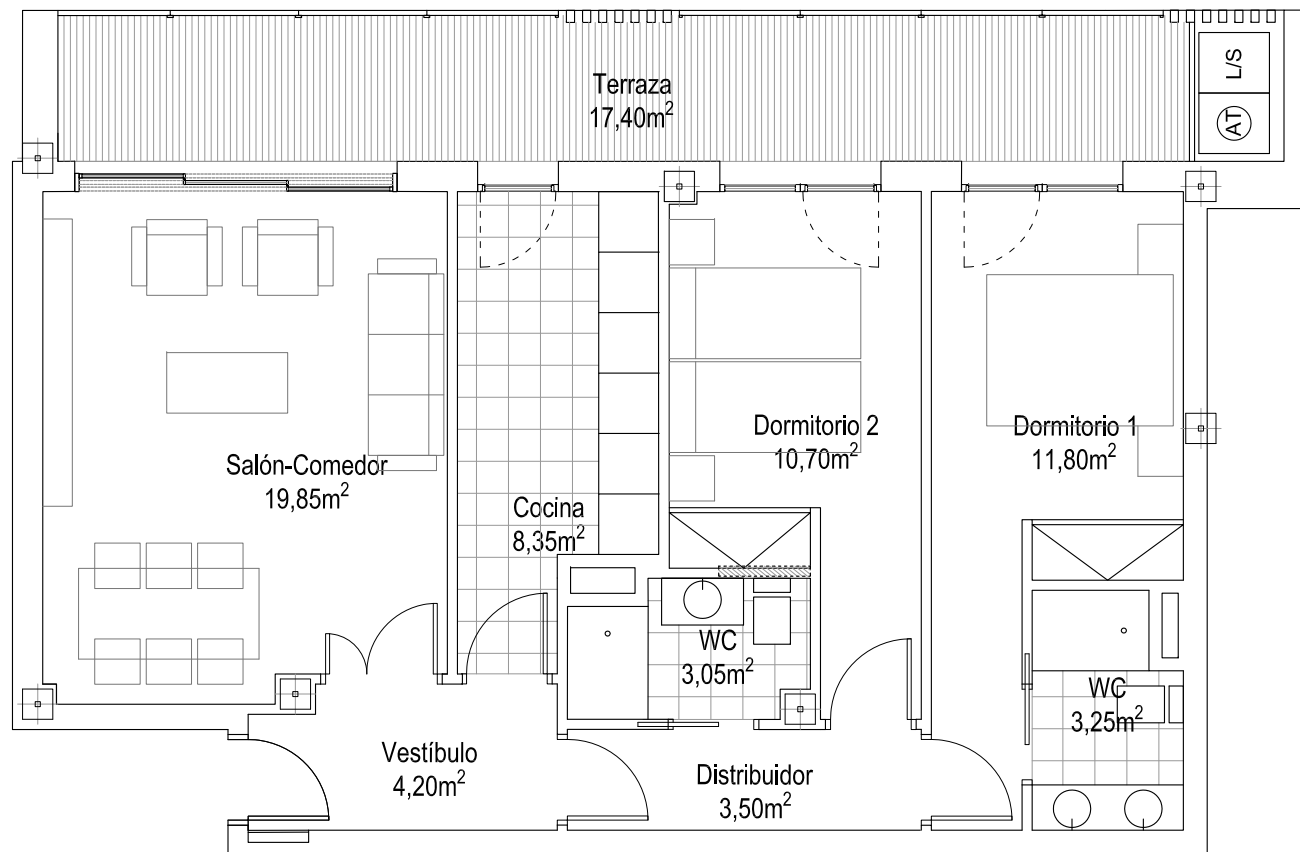 Terraza
17,40m²
L/S
AT
Dormitorio 2
10,70m²
Dormitorio 1
11,80m²
Salón-Comedor
19,85m²
Cocina
8,35m²
WC
3,05m²
WC
3,25m²
Vestíbulo
4,20m²
Distribuidor
3,50m²